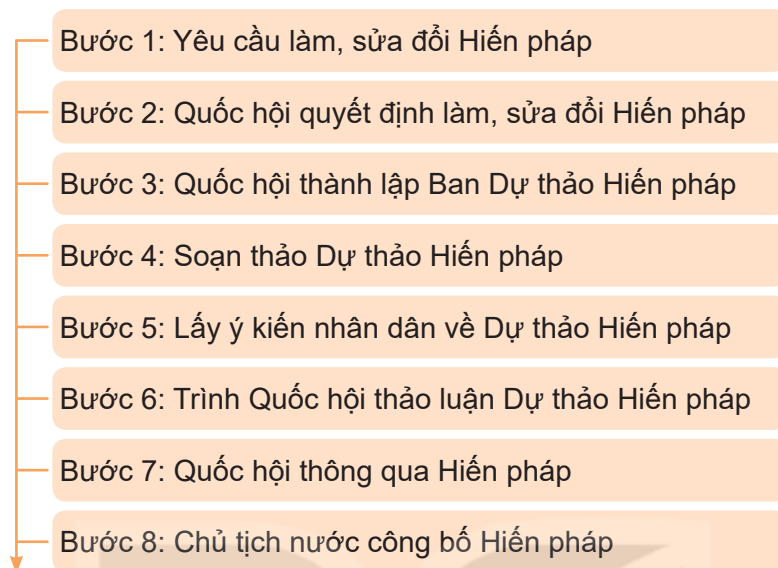 Bước 1: Yêu cầu làm, sửa đổi Hiến pháp
Bước 2: Quốc hội quyết định làm, sửa đổi Hiến pháp
Bước 3: Quốc hội thành lập Ban Dự thảo Hiến pháp
Bước 4: Soạn thảo Dự thảo Hiến pháp
Bước 5: Lấy ý kiến nhân dân về Dự thảo Hiến pháp
Bước 6: Trình Quốc hội thảo luận Dự thảo Hiến pháp
Bước 7: Quốc hội thông qua Hiến pháp
Bước 8: Chủ tịch nước công bố Hiến pháp